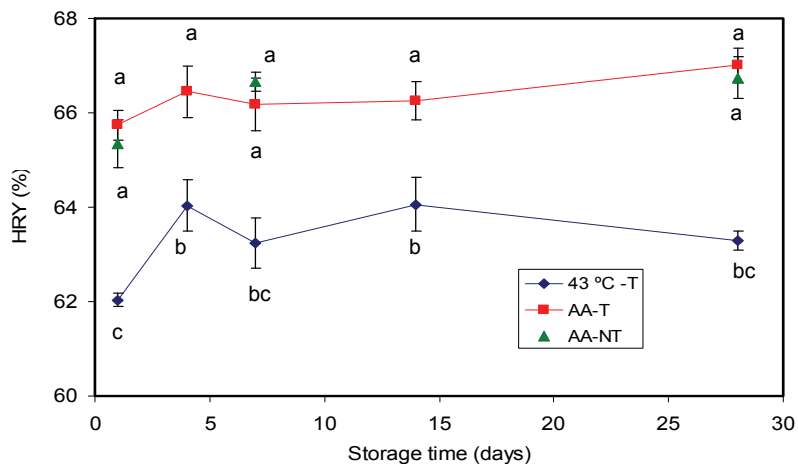 68
a
a
a
a
a
66
a
a
a
HRY (%)
64
b
b
bc
bc
62
c
43 ºC -T
AA-T
AA-NT
60
0
5
10
15
20
25
30
Storage time (days)